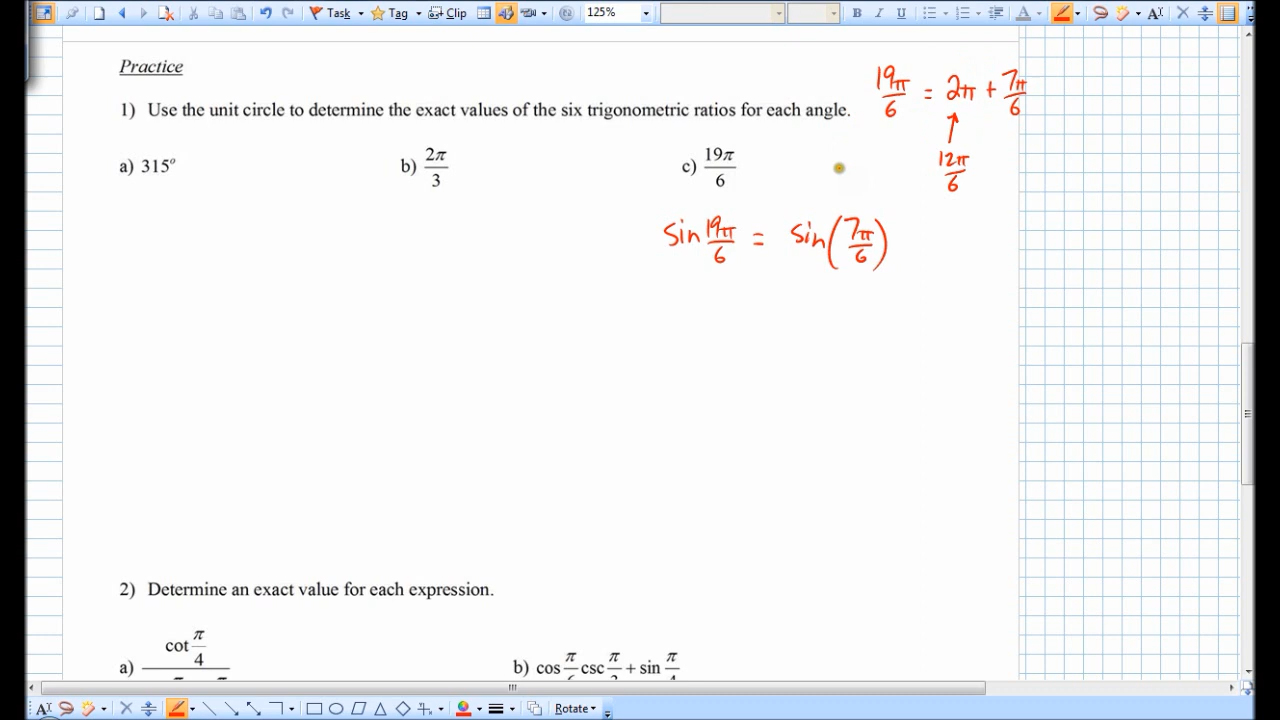 Task Tag Clip 125% B I U A
Practice
19π/6 = 2π + 7π/6
1) Use the unit circle to determine the exact values of the six trigonometric ratios for each angle.
12π/6
a) 315° b) 2π/3 c) 19π/6
sin 19π/6 = sin(7π/6)
2) Determine an exact value for each expression.
a) cot π/4
b) cos π/6 csc π/3 + sin π/4
Rotate